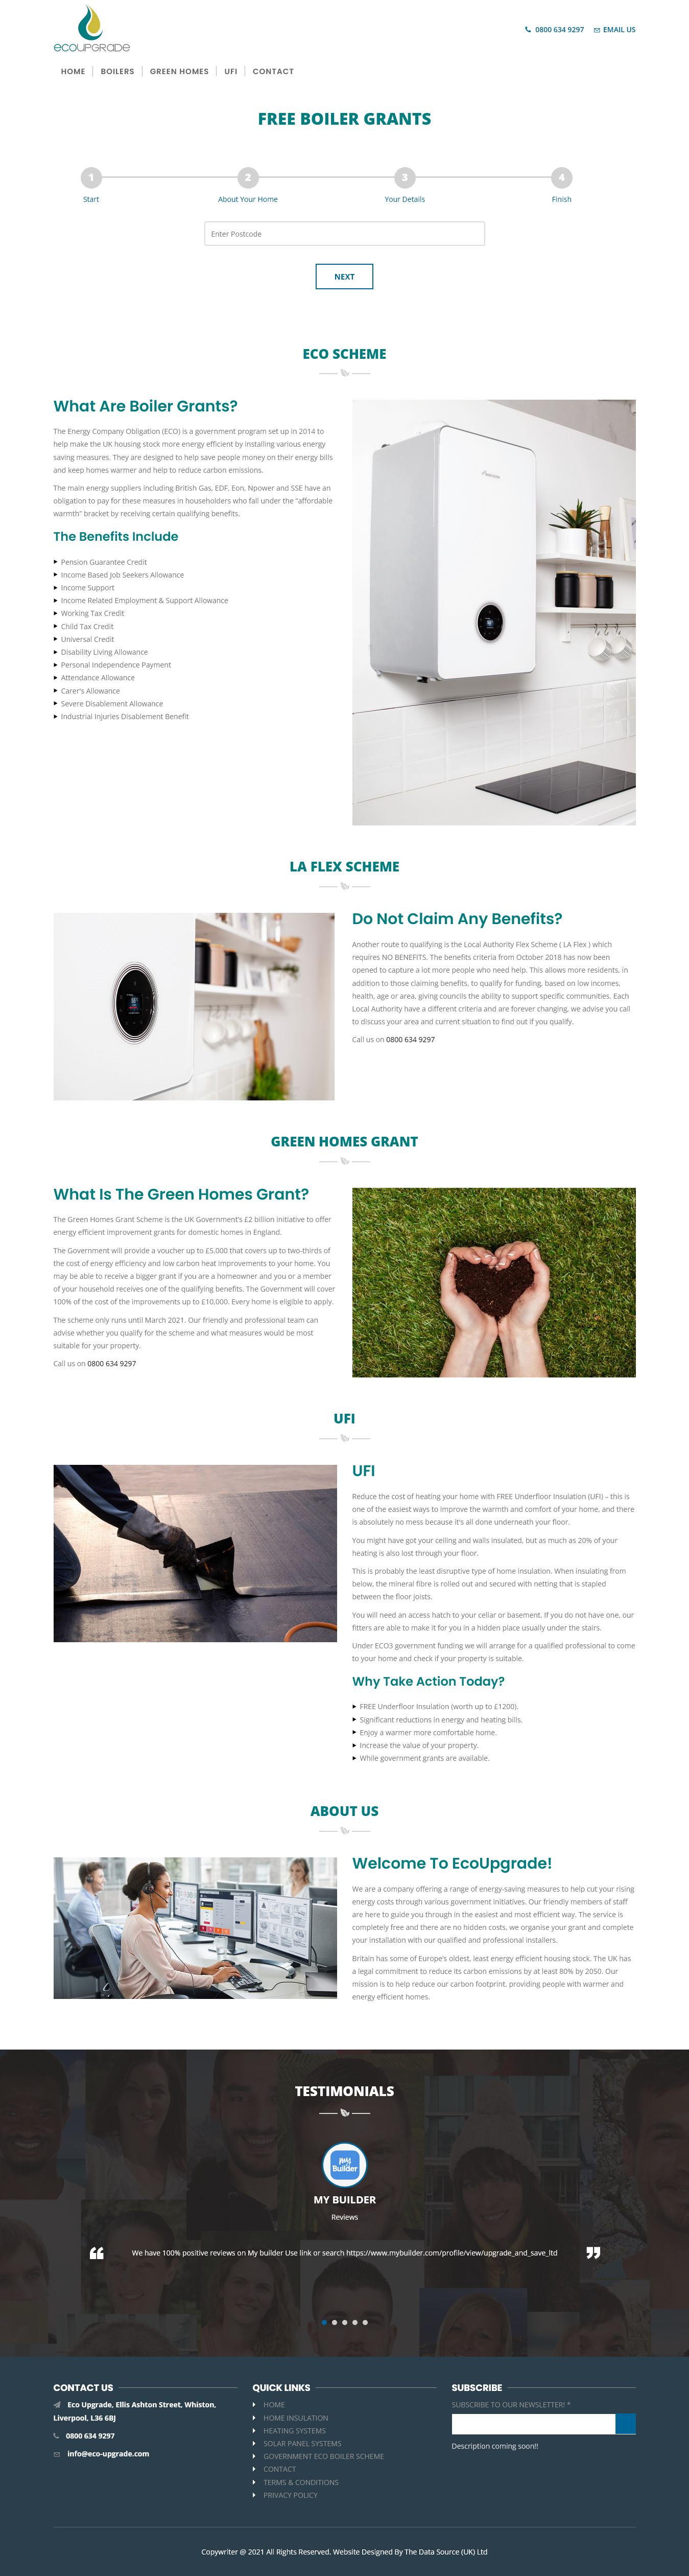 ecoUPGRADE
0800 634 9297 EMAIL US
HOME BOILERS GREEN HOMES UFI CONTACT
FREE BOILER GRANTS
1 2 3 4
Start About Your Home Your Details Finish
Enter Postcode
NEXT
ECO SCHEME
What Are Boiler Grants?
The Energy Company Obligation (ECO) is a government program set up in 2014 to
help make the UK housing stock more energy efficient by installing various energy
saving measures. They are designed to help save people money on their energy bills
and keep homes warmer and help to reduce carbon emissions.
The main energy suppliers including British Gas, EDF, Eon, Npower and SSE have an
obligation to pay for these measures in householders who fall under the "affordable
warmth" bracket by receiving certain qualifying benefits.
The Benefits Include
Pension Guarantee Credit
Income Based Job Seekers Allowance
Income Support
Income Related Employment & Support Allowance
Working Tax Credit
Child Tax Credit
Universal Credit
Disability Living Allowance
Personal Independence Payment
Attendance Allowance
Carer's Allowance
Severe Disablement Allowance
Industrial Injuries Disablement Benefit
LA FLEX SCHEME
Do Not Claim Any Benefits?
Another route to qualifying is the Local Authority Flex Scheme ( LA Flex ) which
requires NO BENEFITS. The benefits criteria from October 2018 has now been
opened to capture a lot more people who need help. This allows more residents, in
addition to those claiming benefits, to qualify for funding, based on low incomes,
health, age or area, giving councils the ability to support specific communities. Each
Local Authority have a different criteria and are forever changing, we advise you call
to discuss your area and current situation to find out if you qualify.
Call us on 0800 634 9297
GREEN HOMES GRANT
What Is The Green Homes Grant?
The Green Homes Grant Scheme is the UK Government's £2 billion initiative to offer
energy efficient improvement grants for domestic homes in England.
The Government will provide a voucher up to £5,000 that covers up to two-thirds of
the cost of energy efficiency and low carbon heat improvements to your home. You
may be able to receive a bigger grant if you are a homeowner and you or a member
of your household receives one of the qualifying benefits. The Government will cover
100% of the cost of the improvements up to £10,000. Every home is eligible to apply.
The scheme only runs until March 2021. Our friendly and professional team can
advise whether you qualify for the scheme and what measures would be most
suitable for your property.
Call us on 0800 634 9297
UFI
UFI
Reduce the cost of heating your home with FREE Underfloor Insulation (UFI) – this is
one of the easiest ways to improve the warmth and comfort of your home, and there
is absolutely no mess because it's all done underneath your floor.
You might have got your ceiling and walls insulated, but as much as 20% of your
heating is also lost through your floor.
This is probably the least disruptive type of home insulation. When insulating from
below, the mineral fibre is rolled out and secured with netting that is stapled
between the floor joists.
You will need an access hatch to your cellar or basement. If you do not have one, our
fitters are able to make it for you in a hidden place usually under the stairs.
Under ECO3 government funding we will arrange for a qualified professional to come
to your home and check if your property is suitable.
Why Take Action Today?
FREE Underfloor Insulation (worth up to £1200).
Significant reductions in energy and heating bills.
Enjoy a warmer more comfortable home.
Increase the value of your property.
While government grants are available.
ABOUT US
Welcome To EcoUpgrade!
We are a company offering a range of energy-saving measures to help cut your rising
energy costs through various government initiatives. Our friendly members of staff
are here to guide you through in the easiest and most efficient way. The service is
completely free and there are no hidden costs, we organise your grant and complete
your installation with our qualified and professional installers.
Britain has some of Europe's oldest, least energy efficient housing stock. The UK has
a legal commitment to reduce its carbon emissions by at least 80% by 2050. Our
mission is to help reduce our carbon footprint, providing people with warmer and
energy efficient homes.
TESTIMONIALS
my Builder
MY BUILDER
Reviews
We have 100% positive reviews on My builder Use link or search https://www.mybuilder.com/profile/view/upgrade_and_save_ltd
CONTACT US
Eco Upgrade, Ellis Ashton Street, Whiston,
Liverpool, L36 6BJ
0800 634 9297
info@eco-upgrade.com
QUICK LINKS
HOME
HOME INSULATION
HEATING SYSTEMS
SOLAR PANEL SYSTEMS
GOVERNMENT ECO BOILER SCHEME
CONTACT
TERMS & CONDITIONS
PRIVACY POLICY
SUBSCRIBE
SUBSCRIBE TO OUR NEWSLETTER! *
Description coming soon!!
Copywriter @ 2021 All Rights Reserved. Website Designed By The Data Source (UK) Ltd